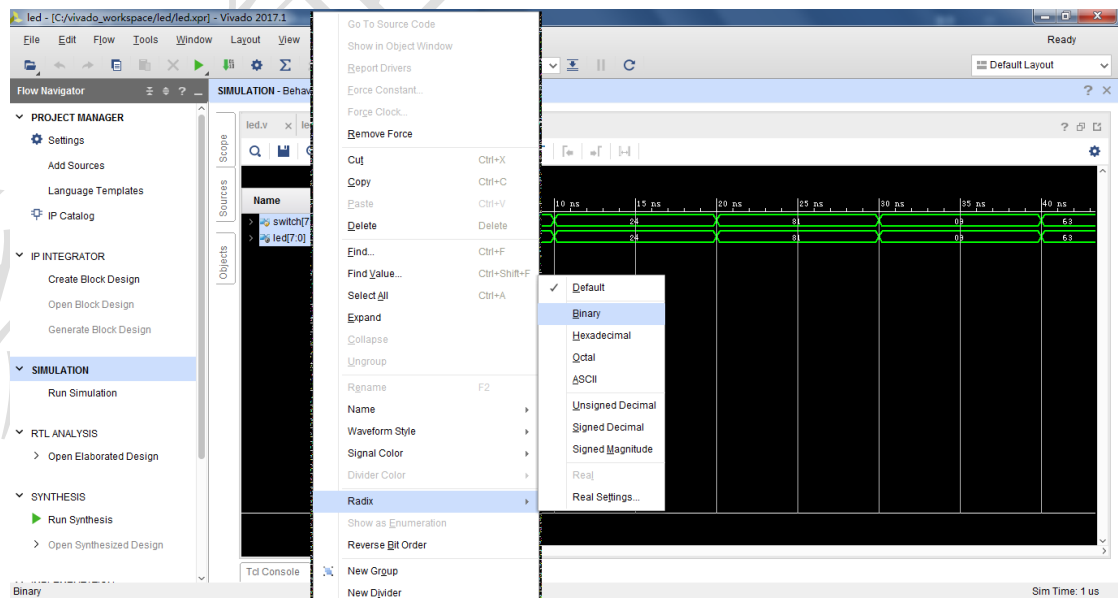 led - [C:/vivado_workspace/led/led.xpr] - Vivado 2017.1
File Edit Flow Tools Window Layout View
Ready
Default Layout
Flow Navigator
SIMULATION - Behav
PROJECT MANAGER
Settings
Add Sources
Language Templates
IP Catalog
IP INTEGRATOR
Create Block Design
Open Block Design
Generate Block Design
SIMULATION
Run Simulation
RTL ANALYSIS
Open Elaborated Design
SYNTHESIS
Run Synthesis
Open Synthesized Design
Scope
Sources
Objects
led.v le
Name
switch[7
led[7:0]
Tcl Console
Go To Source Code
Show in Object Window
Report Drivers
Force Constant...
Force Clock...
Remove Force
Cut Ctrl+X
Copy Ctrl+C
Paste Ctrl+V
Delete Delete
Find... Ctrl+F
Find Value... Ctrl+Shift+F
Select All Ctrl+A
Expand
Collapse
Ungroup
Rename F2
Name
Waveform Style
Signal Color
Divider Color
Radix
Show as Enumeration
Reverse Bit Order
New Group
New Divider
Default
Binary
Hexadecimal
Octal
ASCII
Unsigned Decimal
Signed Decimal
Signed Magnitude
Real
Real Settings...
10 ns 15 ns 20 ns 25 ns 30 ns 35 ns 40 ns
24 81 09 63
24 81 09 63
Binary
Sim Time: 1 us